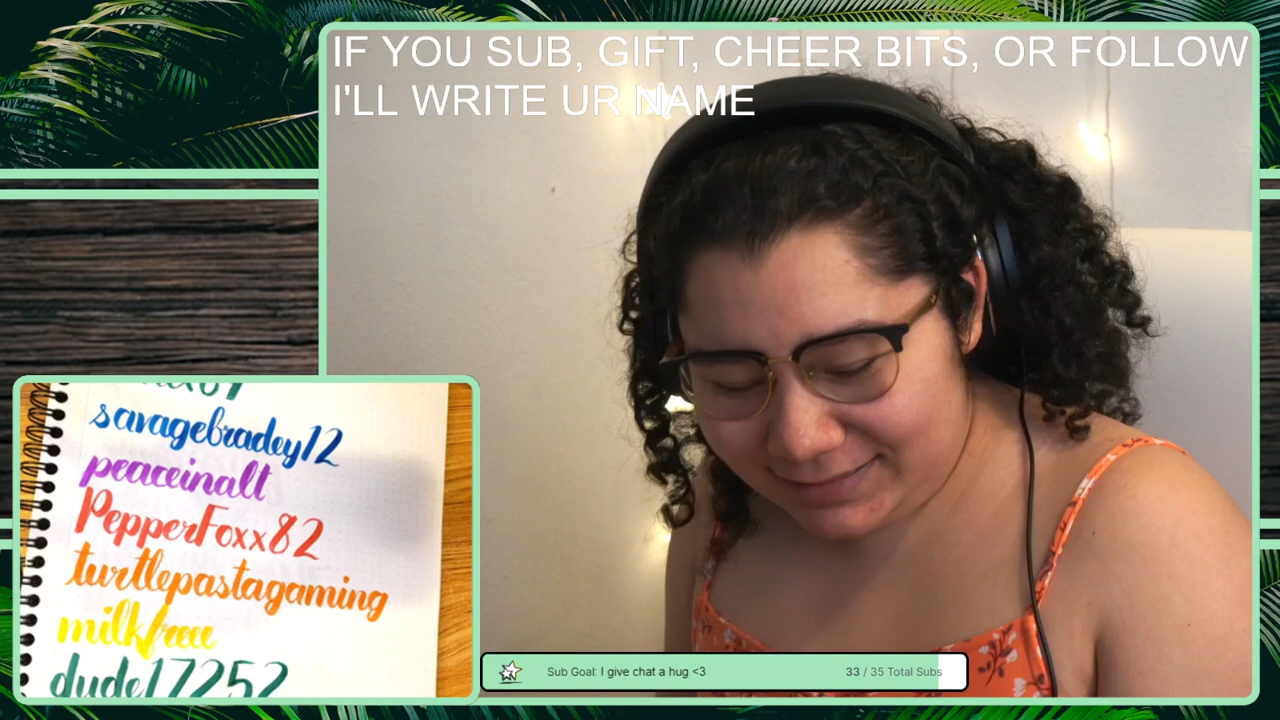 IF YOU SUB, GIFT, CHEER BITS, OR FOLLOW
I'LL WRITE UR NAME
savagebradey12
peaceinalt
PepperFoxx82
turtlepastagaming
milkfreee
dude17252
Sub Goal: I give chat a hug <3
33 / 35 Total Subs